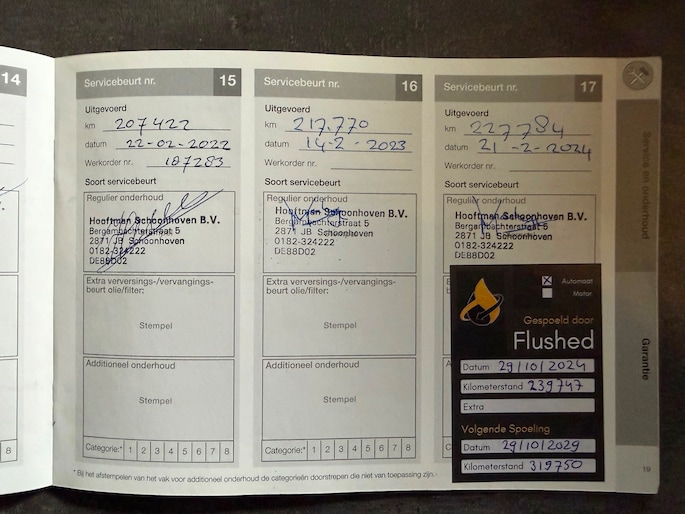 14
8
Servicebeurt nr. 15
Uitgevoerd
km 207422
datum 22-02-2022
Werkorder nr. 187283
Soort servicebeurt
Regulier onderhoud
Hooftman Schoonhoven B.V.
Bergambachterstraat 5
2871 JB Schoonhoven
0182-324222
DE88D02
Extra verversings-/vervangings-
beurt olie/filter:
Stempel
Additioneel onderhoud
Stempel
Categorie:* 1 2 3 4 5 6 7 8
Servicebeurt nr. 16
Uitgevoerd
km 217.770
datum 14-2-2023
Werkorder nr.
Soort servicebeurt
Regulier onderhoud
Hooftman Schoonhoven B.V.
Bergambachterstraat 5
2871 JB Schoonhoven
0182-324222
DE88D02
Extra verversings-/vervangings-
beurt olie/filter:
Stempel
Additioneel onderhoud
Stempel
Categorie:* 1 2 3 4 5 6 7 8
Servicebeurt nr. 17
Uitgevoerd
km 227784
datum 21-2-2024
Werkorder nr.
Soort servicebeurt
Regulier onderhoud
Hooftman Schoonhoven B.V.
Bergambachterstraat 5
2871 JB Schoonhoven
0182-324222
DE88D02
Automaat
Motor
Gespoeld door
Flushed
Datum 29/10/2024
Kilometerstand 239747
Extra
Volgende Spoeling
Datum 29/10/2029
Kilometerstand 319750
* Bij het afstempelen van het vak voor additioneel onderhoud de categorieën doorstrepen die niet van toepassing zijn.
Service en onderhoud
Garantie
19